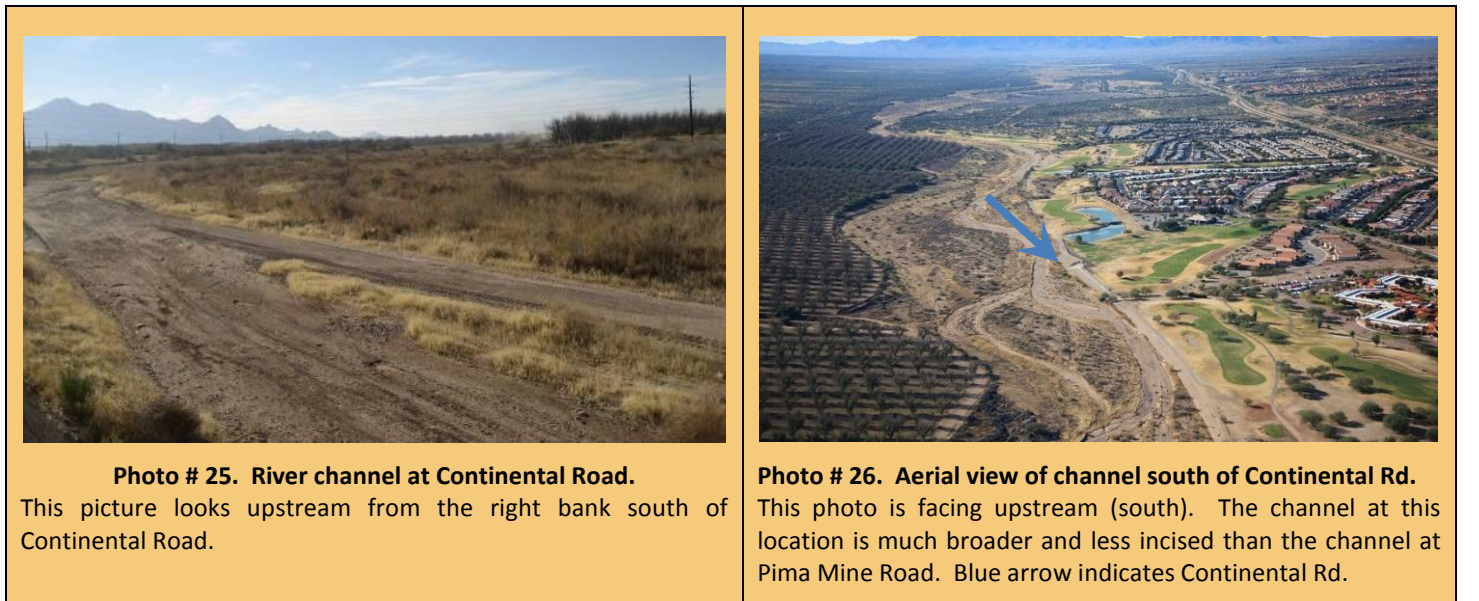 Photo # 25. River channel at Continental Road.
This picture looks upstream from the right bank south of
Continental Road.
Photo # 26. Aerial view of channel south of Continental Rd.
This photo is facing upstream (south). The channel at this
location is much broader and less incised than the channel at
Pima Mine Road. Blue arrow indicates Continental Rd.